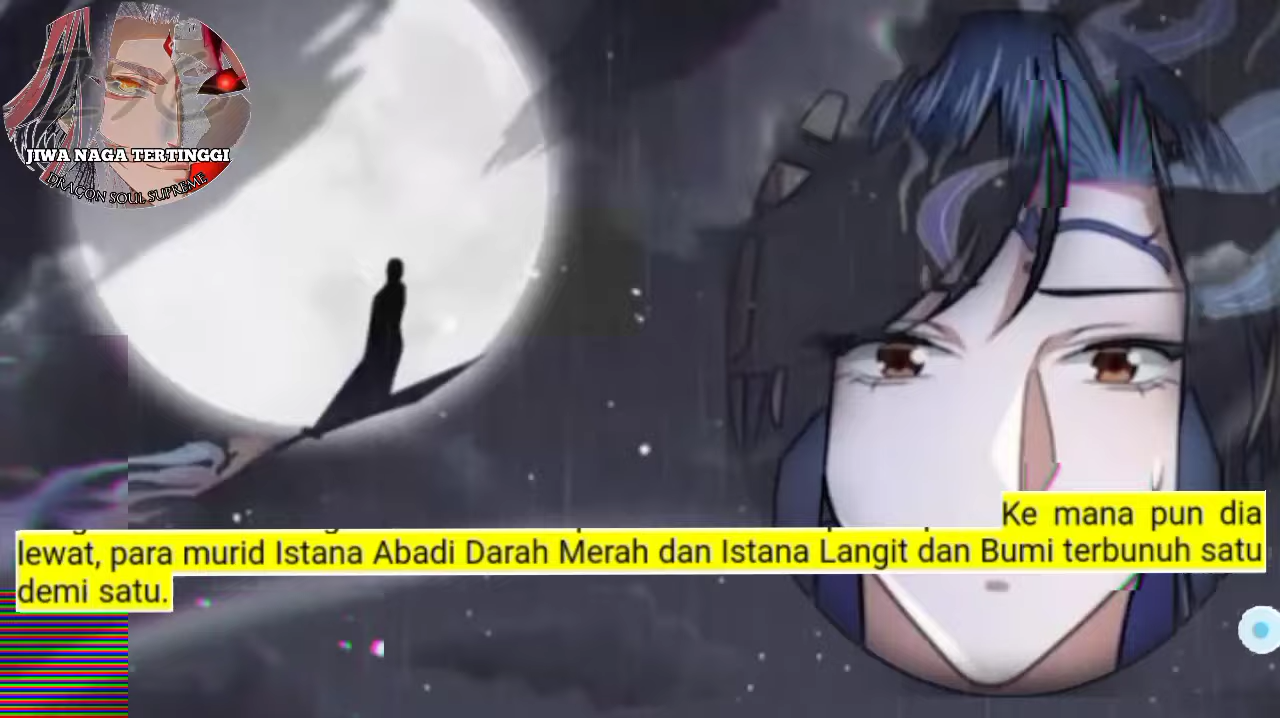 JIWA NAGA TERTINGGI
DRAGON SOUL SUPREME
Ke mana pun dia
lewat, para murid Istana Abadi Darah Merah dan Istana Langit dan Bumi terbunuh satu
demi satu.